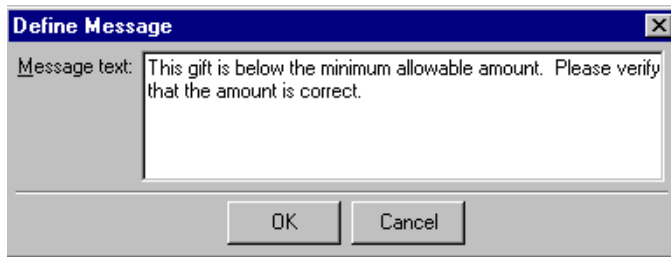 Define Message
Message text: This gift is below the minimum allowable amount.  Please verify
that the amount is correct.
OK Cancel